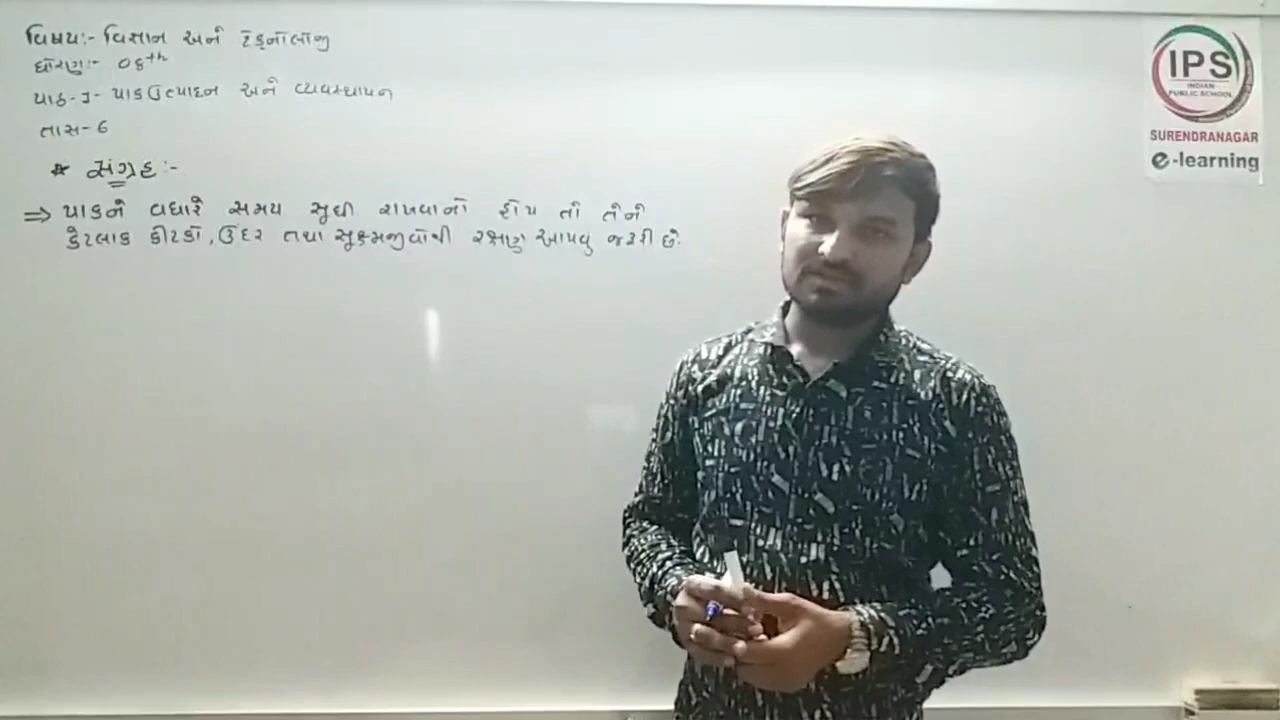 વિષય:- વિજ્ઞાન અને ટેકનોલોજી
ધોરણ:- 08th
પાઠ-1- પાકઉત્પાદન અને વ્યવસ્થાપન
તાસ-6
* સંગ્રહ:-
⇒ પાકને વધારે સમય સુધી રાખવાનો હોય તો તેને
કેટલાક કીટકો, ઉંદર તથા સૂક્ષ્મજીવોથી રક્ષણ આપવુ જરૂરી છે.
IPS
INDIAN
PUBLIC SCHOOL
SURENDRANAGAR
e-learning